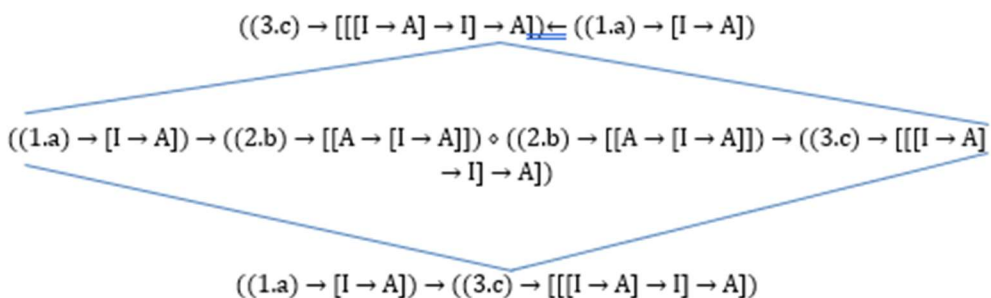 ((3.c) → [[[I → A] → I] → A])← ((1.a) → [I → A])
((1.a) → [I → A]) → ((2.b) → [[A → [I → A]]) ⋄ ((2.b) → [[A → [I → A]]) → ((3.c) → [[[I → A]
→ I] → A])
((1.a) → [I → A]) → ((3.c) → [[[I → A] → I] → A])